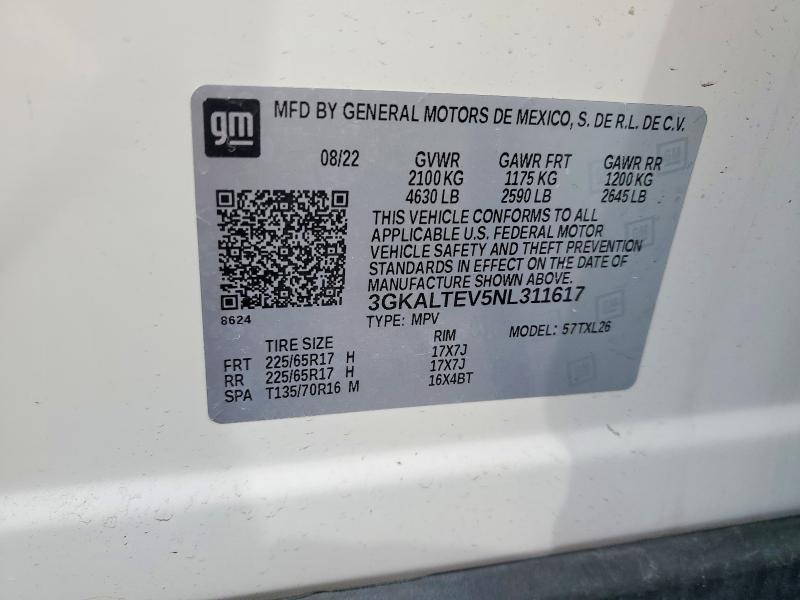 gm MFD BY GENERAL MOTORS DE MEXICO, S. DE R.L. DE C.V.
08/22 GVWR GAWR FRT GAWR RR
2100 KG 1175 KG 1200 KG
4630 LB 2590 LB 2645 LB
THIS VEHICLE CONFORMS TO ALL
APPLICABLE U.S. FEDERAL MOTOR
VEHICLE SAFETY AND THEFT PREVENTION
STANDARDS IN EFFECT ON THE DATE OF
MANUFACTURE SHOWN ABOVE.
3GKALTEV5NL311617
8624
TYPE: MPV MODEL: 57TXL26
TIRE SIZE RIM
FRT 225/65R17 H 17X7J
RR 225/65R17 H 17X7J
SPA T135/70R16 M 16X4BT